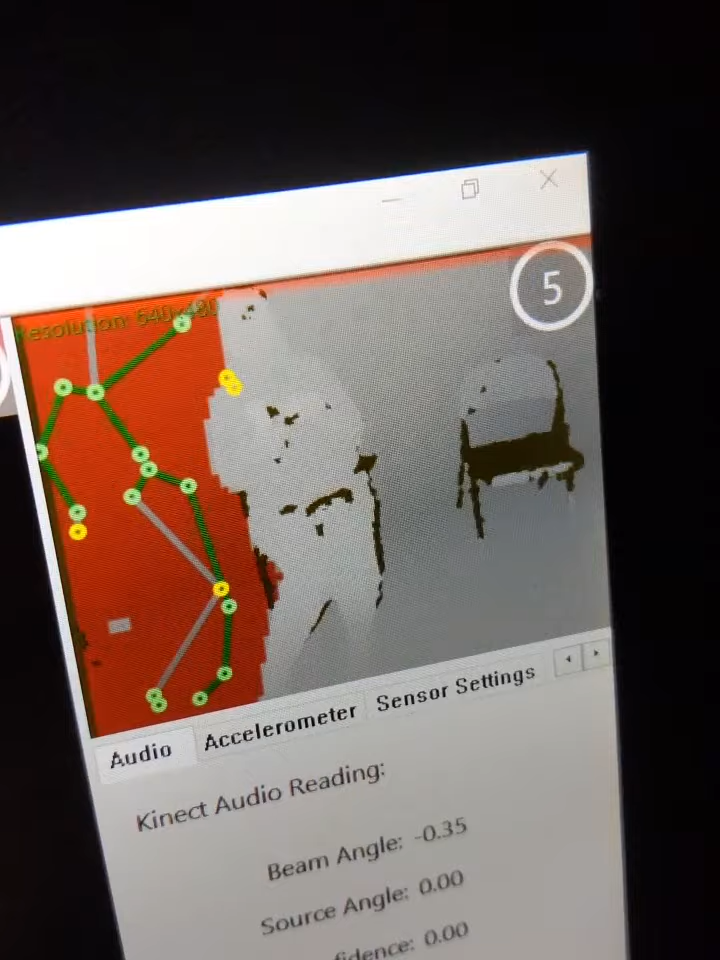 5
Resolution: 640x480
Audio Accelerometer Sensor Settings
Kinect Audio Reading:
Beam Angle: -0.35
Source Angle: 0.00
fidence: 0.00